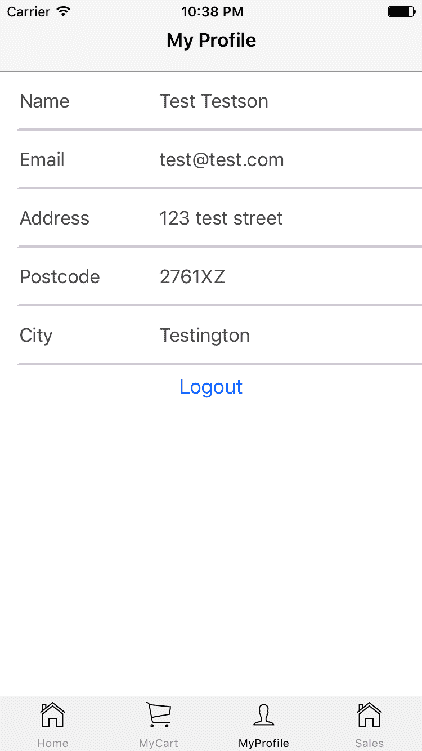 Carrier 10:38 PM
My Profile
Name Test Testson
Email test@test.com
Address 123 test street
Postcode 2761XZ
City Testington
Logout
Home MyCart MyProfile Sales